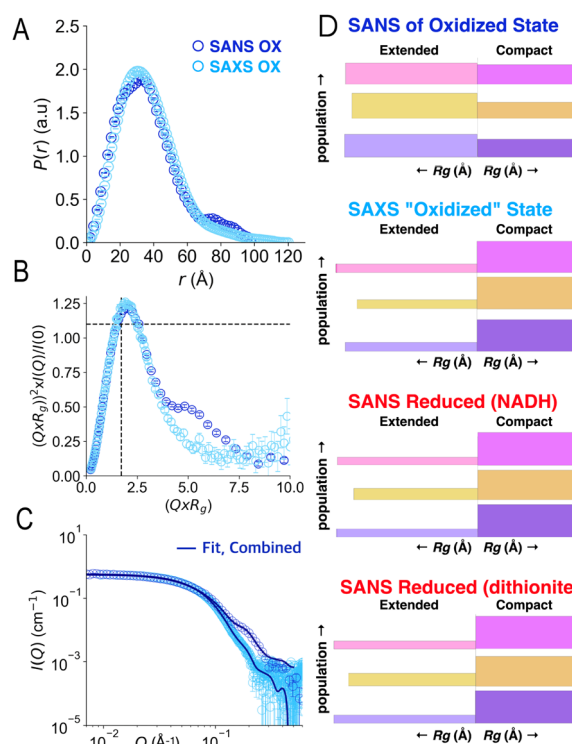 A
SANS OX
SAXS OX
P(r) (a.u)
2.0
1.5
1.0
0.5
0.0
0 20 40 60 80 100 120
r (Å)
B
(QxRg))²xI(Q)/I(0)
1.25
1.00
0.75
0.50
0.25
0.00
0.0 2.5 5.0 7.5 10.0
(QxRg)
C
Fit, Combined
I(Q) (cm⁻¹)
10¹
10⁻¹
10⁻³
10⁻⁵
10⁻² 10⁻¹
Q (Å⁻¹)
D
SANS of Oxidized State
Extended Compact
population →
← Rg (Å) Rg (Å) →
SAXS "Oxidized" State
Extended Compact
population →
← Rg (Å) Rg (Å) →
SANS Reduced (NADH)
Extended Compact
population →
← Rg (Å) Rg (Å) →
SANS Reduced (dithionite
Extended Compact
population →
← Rg (Å) Rg (Å) →